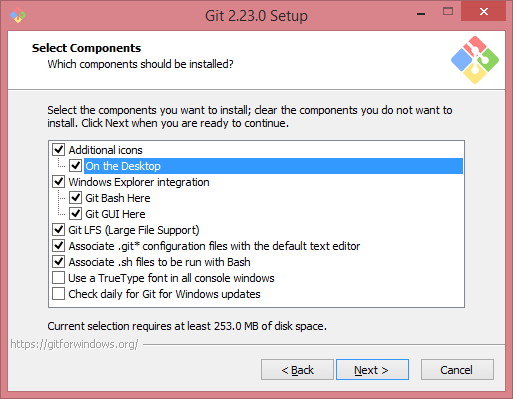 Git 2.23.0 Setup
Select Components
Which components should be installed?
Select the components you want to install; clear the components you do not want to
install. Click Next when you are ready to continue.
Additional icons
On the Desktop
Windows Explorer integration
Git Bash Here
Git GUI Here
Git LFS (Large File Support)
Associate .git* configuration files with the default text editor
Associate .sh files to be run with Bash
Use a TrueType font in all console windows
Check daily for Git for Windows updates
Current selection requires at least 253.0 MB of disk space.
https://gitforwindows.org/
< Back
Next >
Cancel